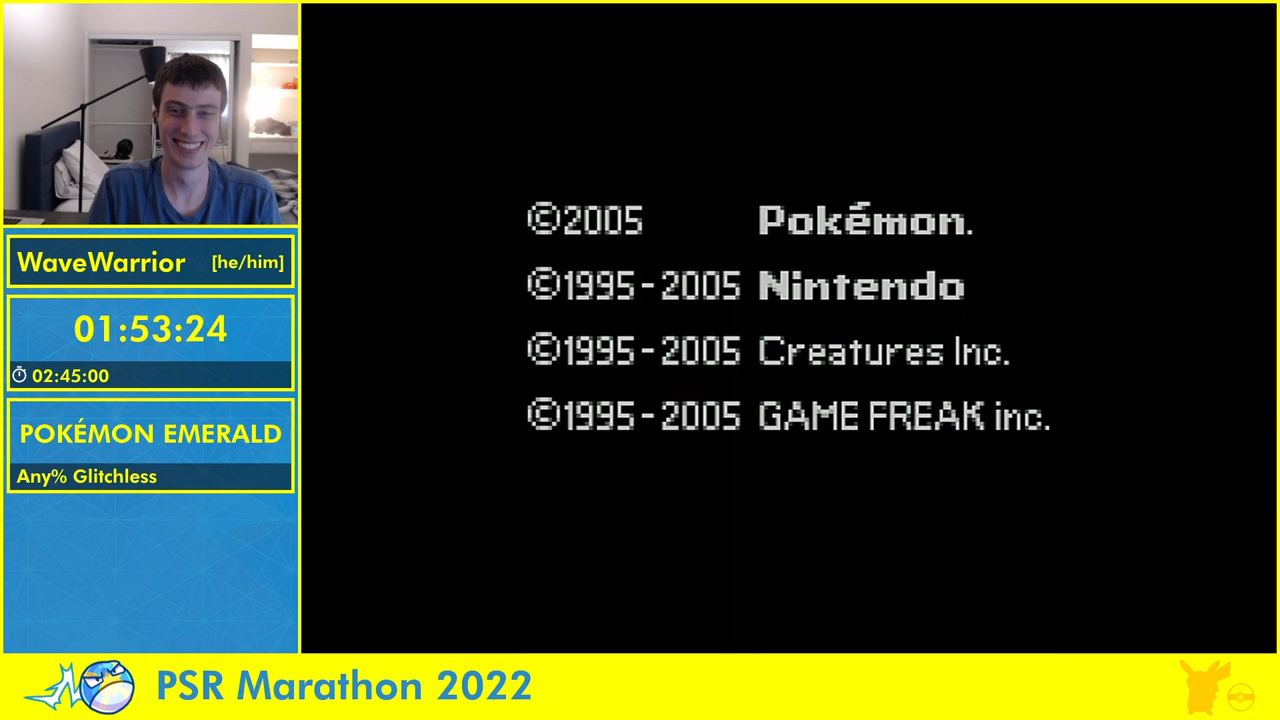 WaveWarrior [he/him]
01:53:24
02:45:00
POKÉMON EMERALD
Any% Glitchless
©2005 Pokémon.
©1995-2005 Nintendo
©1995-2005 Creatures Inc.
©1995-2005 GAME FREAK inc.
PSR Marathon 2022